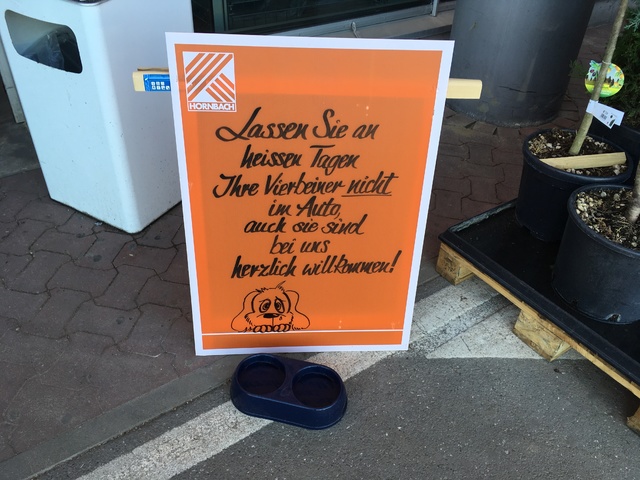 HORNBACH
Lassen Sie an
heissen Tagen
Ihre Vierbeiner nicht
im Auto,
auch sie sind
bei uns
herzlich willkommen!